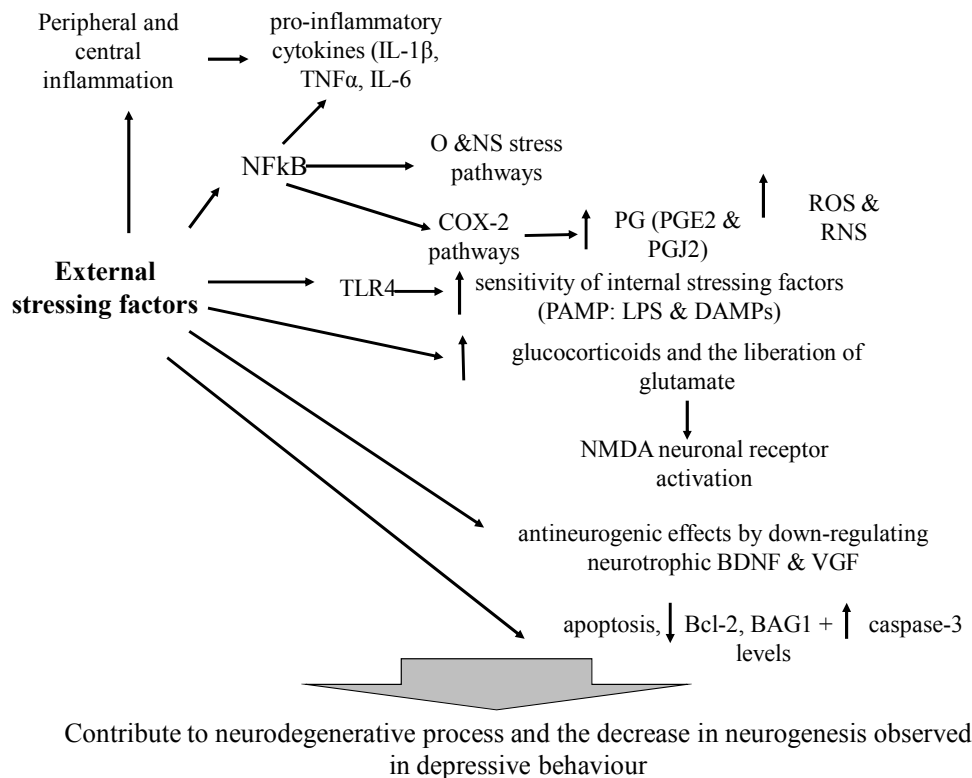 Peripheral and
central
inflammation
pro-inflammatory
cytokines (IL-1β,
TNFα, IL-6
NFkB
O &NS stress
pathways
COX-2
pathways
PG (PGE2 &
PGJ2)
ROS &
RNS
External
stressing factors
TLR4
sensitivity of internal stressing factors
(PAMP: LPS & DAMPs)
glucocorticoids and the liberation of
glutamate
NMDA neuronal receptor
activation
antineurogenic effects by down-regulating
neurotrophic BDNF & VGF
apoptosis, Bcl-2, BAG1 + caspase-3
levels
Contribute to neurodegenerative process and the decrease in neurogenesis observed
in depressive behaviour